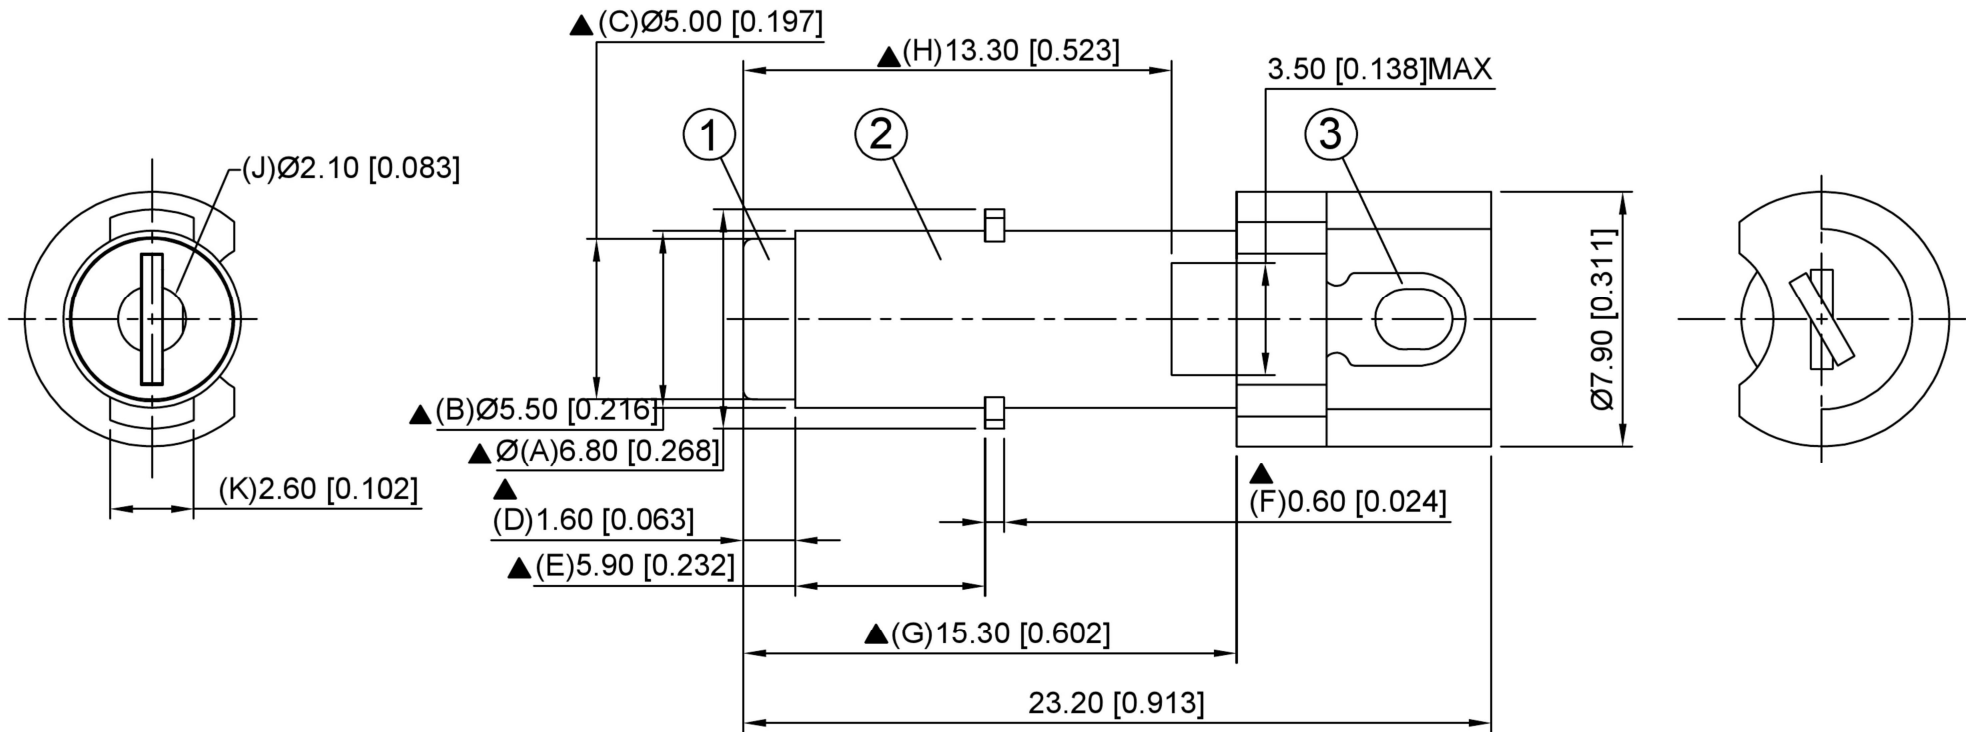 ▲(C)Ø5.00 [0.197]
▲(H)13.30 [0.523]
3.50 [0.138]MAX
1
2
3
(J)Ø2.10 [0.083]
Ø7.90 [0.311]
▲(B)Ø5.50 [0.216]
▲Ø(A)6.80 [0.268]
(K)2.60 [0.102]
▲
(D)1.60 [0.063]
▲
(F)0.60 [0.024]
▲(E)5.90 [0.232]
▲(G)15.30 [0.602]
23.20 [0.913]